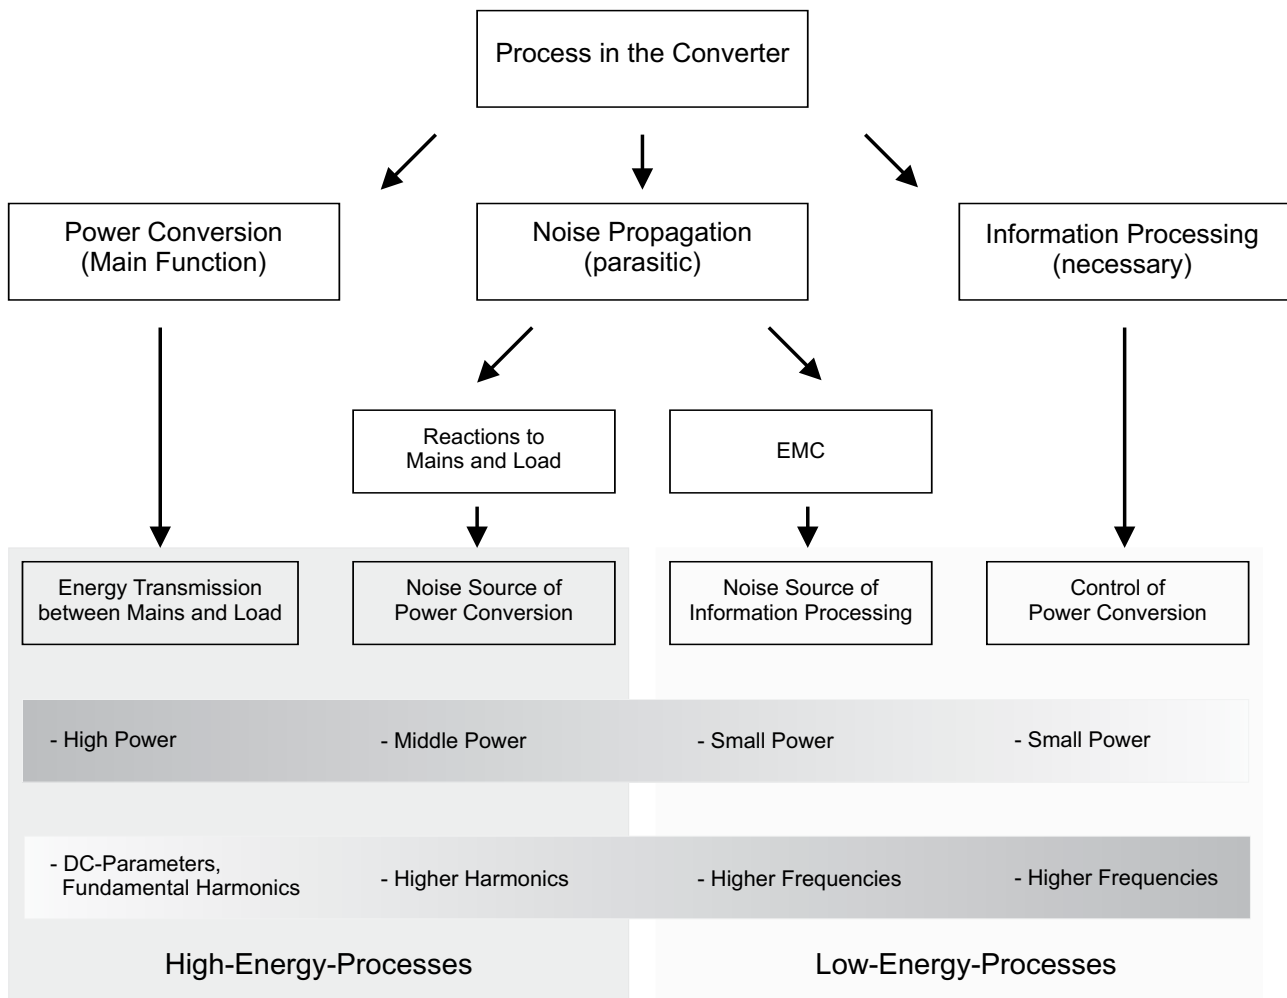 Process in the Converter
Power Conversion
(Main Function)
Noise Propagation
(parasitic)
Information Processing
(necessary)
Reactions to
Mains and Load
EMC
Energy Transmission
between Mains and Load
Noise Source of
Power Conversion
Noise Source of
Information Processing
Control of
Power Conversion
- High Power
- Middle Power
- Small Power
- Small Power
- DC-Parameters,
Fundamental Harmonics
- Higher Harmonics
- Higher Frequencies
- Higher Frequencies
High-Energy-Processes
Low-Energy-Processes